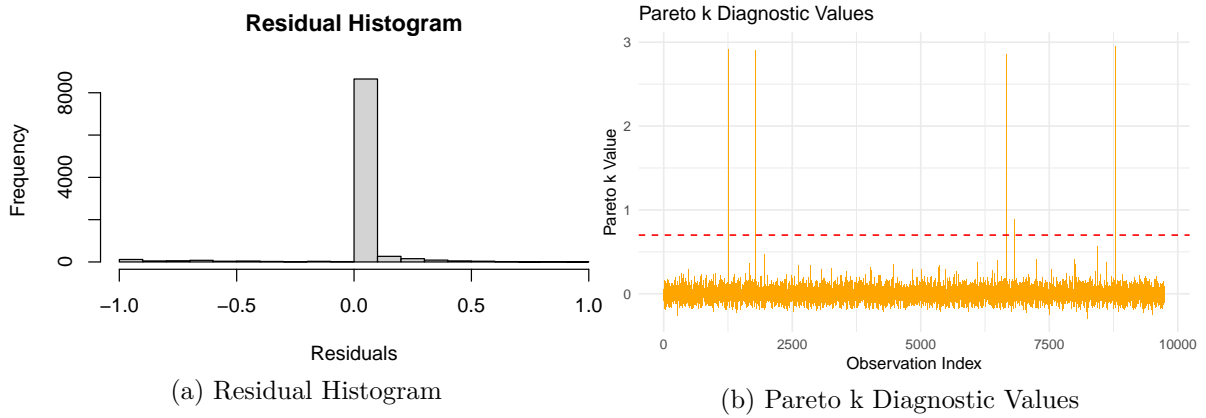 Residual Histogram
Frequency
0
4000
8000
−1.0
−0.5
0.0
0.5
1.0
Residuals
(a) Residual Histogram
Pareto k Diagnostic Values
Pareto k Value
3
2
1
0
0
2500
5000
7500
10000
Observation Index
(b) Pareto k Diagnostic Values